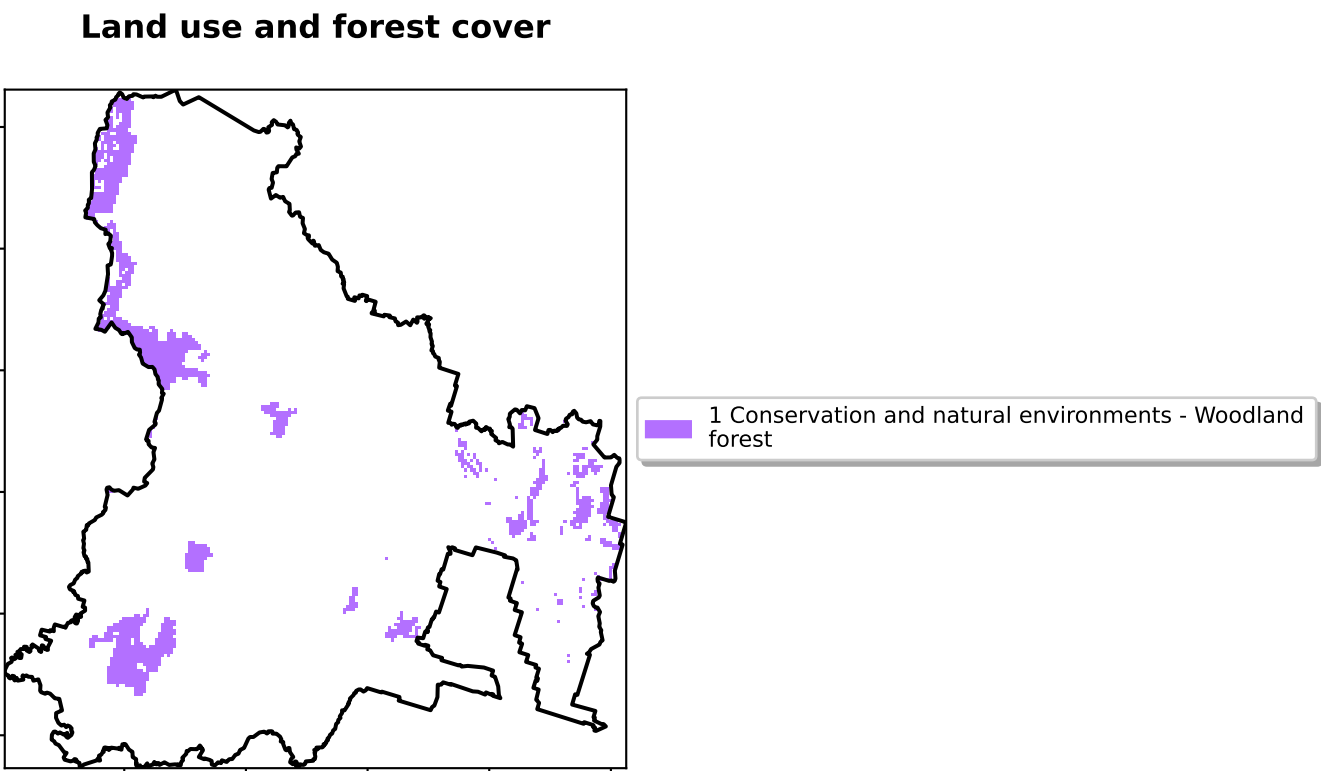 Land use and forest cover
1 Conservation and natural environments - Woodland
forest